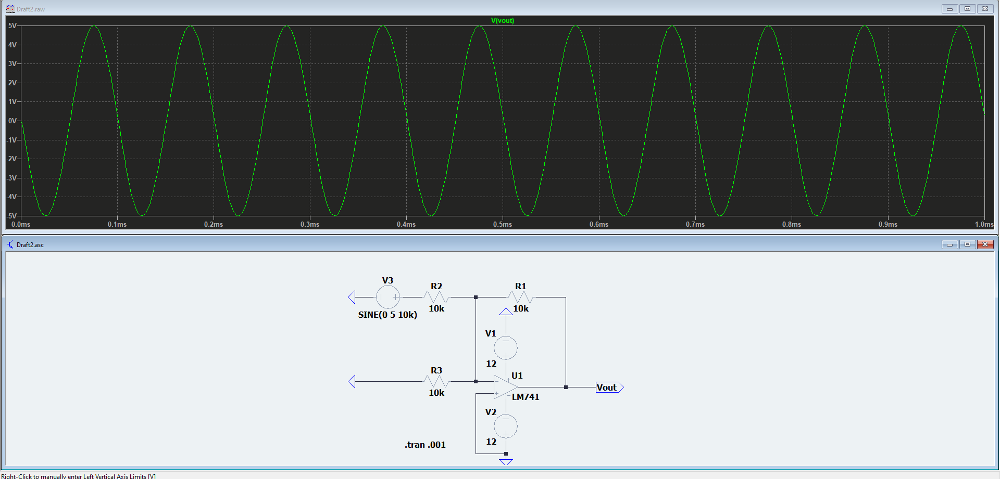 Draft2.raw
V(vout)
5V
4V
3V
2V
1V
0V
-1V
-2V
-3V
-4V
-5V
0.0ms 0.1ms 0.2ms 0.3ms 0.4ms 0.5ms 0.6ms 0.7ms 0.8ms 0.9ms 1.0ms
Draft2.asc
V3
R2
R1
10k
10k
SINE(0 5 10k)
V1
12
R3
U1
10k
Vout
LM741
V2
12
.tran .001
Right-Click to manually enter Left Vertical Axis Limits [V]